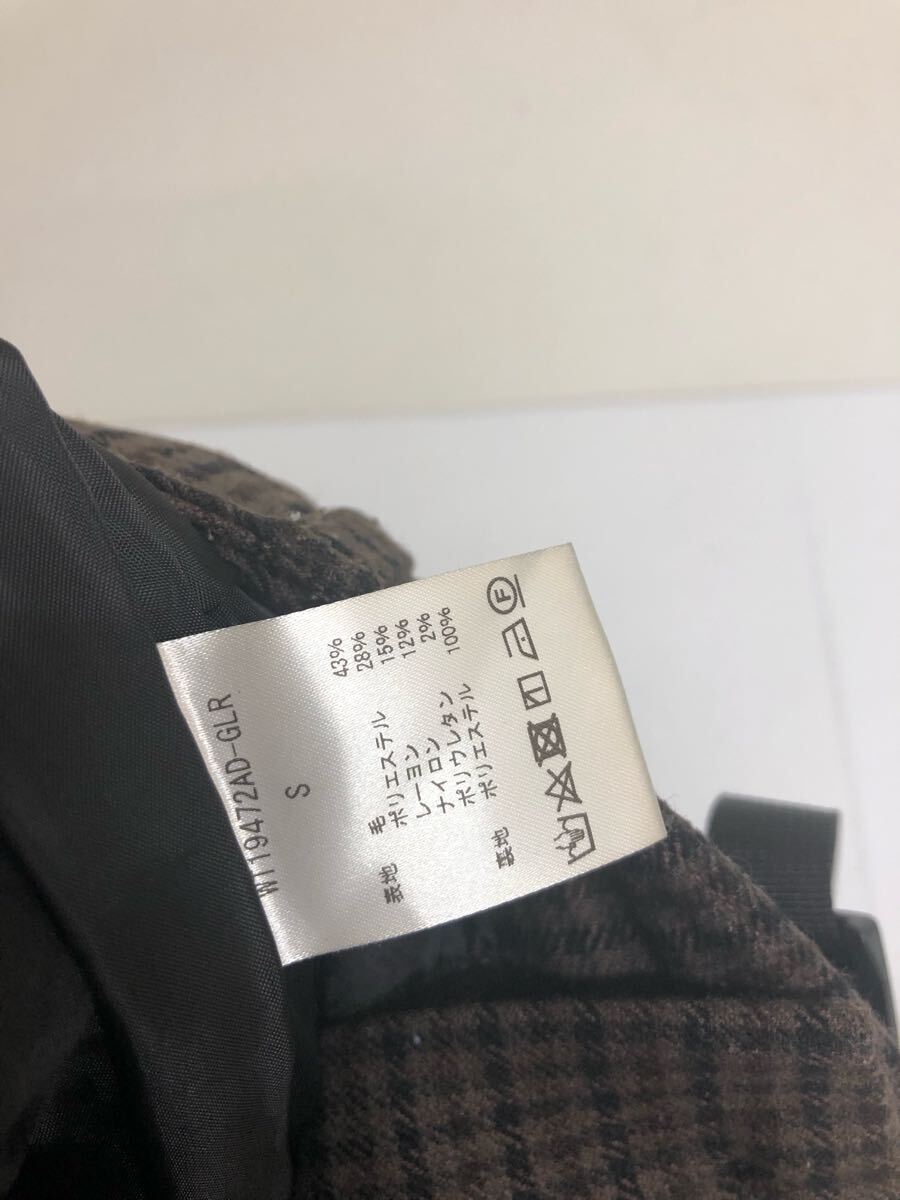 W119472AD-GLR
S
表地 毛 43%
ポリエステル 28%
レーヨン 15%
ナイロン 12%
ポリウレタン 2%
裏地 ポリエステル 100%
F